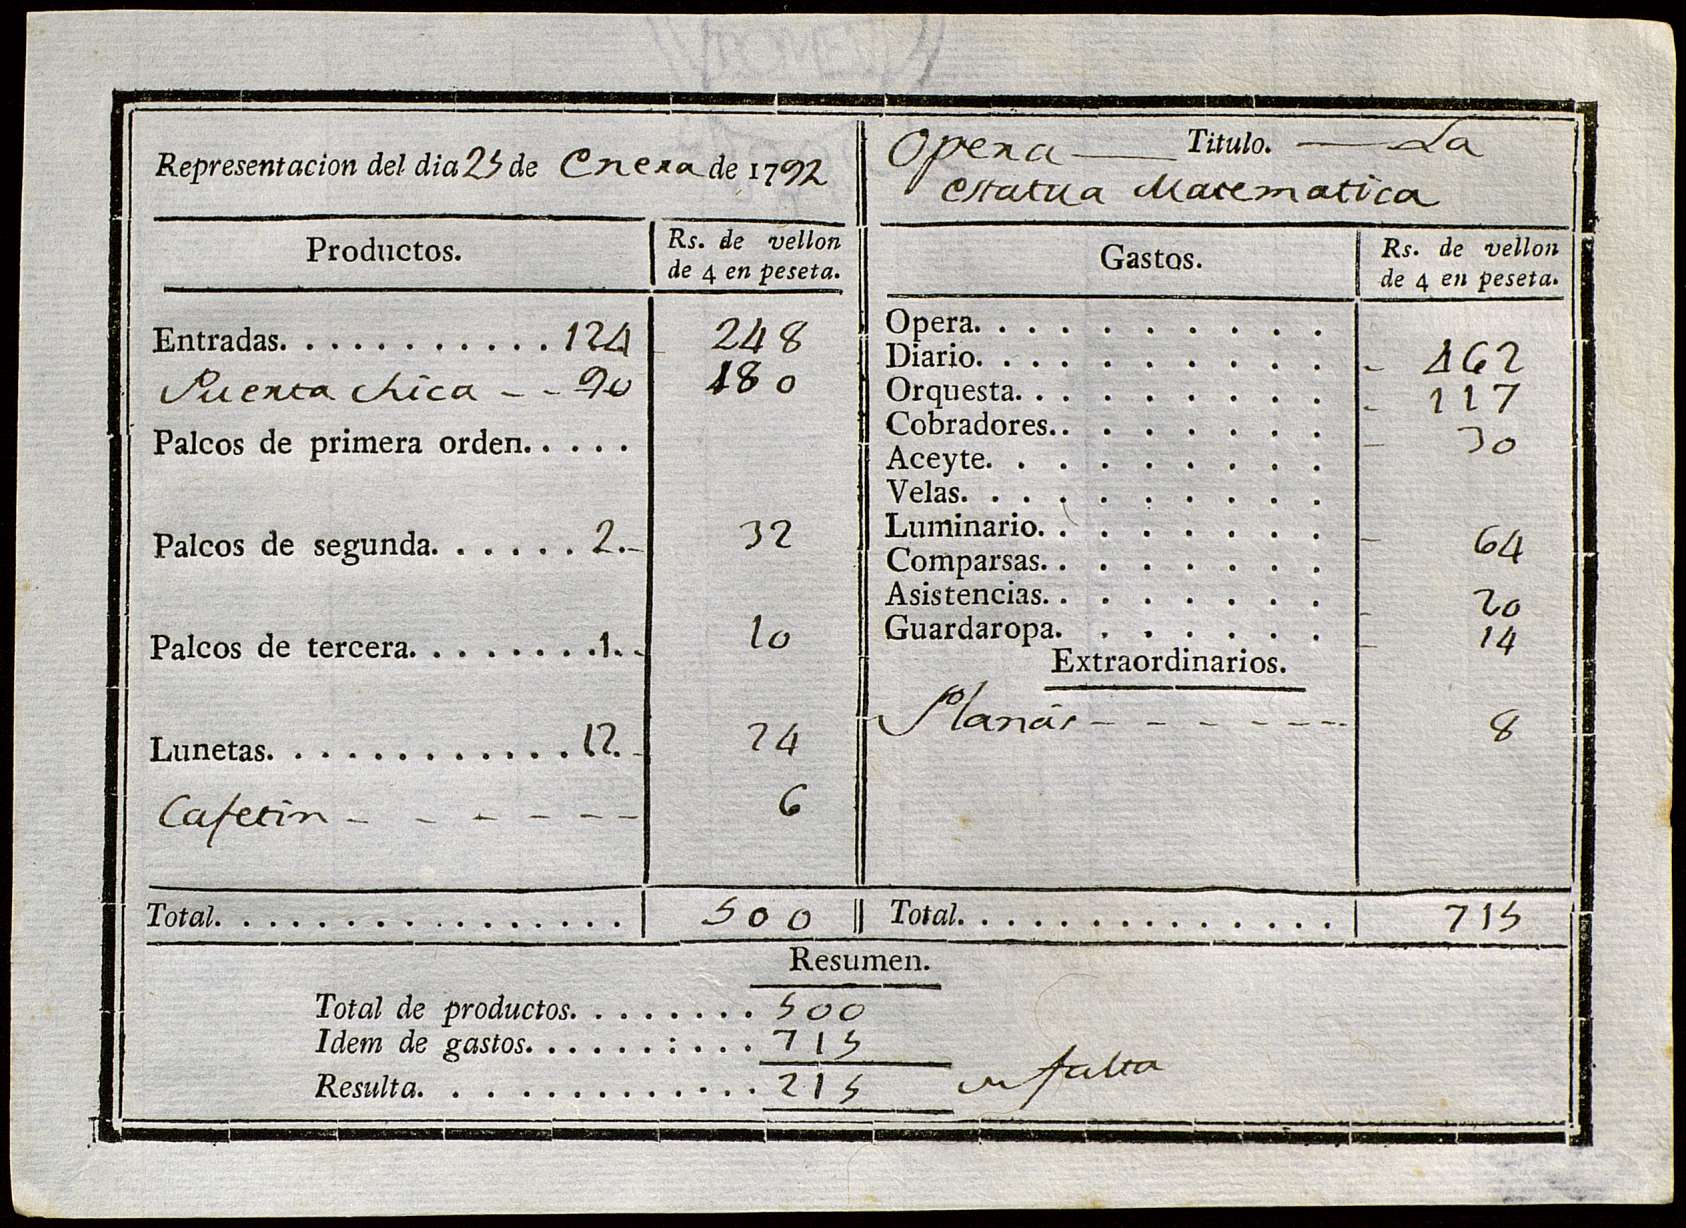 Representacion del dia 25 de Enero de 1792
Opera — Titulo. — La
estatua Matematica
Productos.
Rs. de vellon
de 4 en peseta.
Entradas. . . . . . . . . . . . 124 248
Puerta chica - - 90 180
Palcos de primera orden. . . . .
Palcos de segunda. . . . . . 2. - 32
Palcos de tercera. . . . . . . . 1. - 10
Lunetas. . . . . . . . . . . . . 12. - 24
Cafetin - - - - - - - 6
Total. . . . . . . . . . . . . . . . 500
Gastos.
Rs. de vellon
de 4 en peseta.
Opera. . . . . . . . . .
Diario. . . . . . . . . . - 462
Orquesta. . . . . . . . . - 117
Cobradores. . . . . . . . - 30
Aceyte. . . . . . . . . .
Velas. . . . . . . . . . .
Luminario. . . . . . . . - 64
Comparsas. . . . . . . .
Asistencias. . . . . . . . - 20
Guardaropa. . . . . . . - 14
Extraordinarios.
Planas - - - - - - - 8
Total. . . . . . . . . . . . . . 715
Resumen.
Total de productos. . . . . . . . . 500
Idem de gastos. . . . . . : . . . . 715
Resulta. . . . . . . . . . . . . . 215 en falta